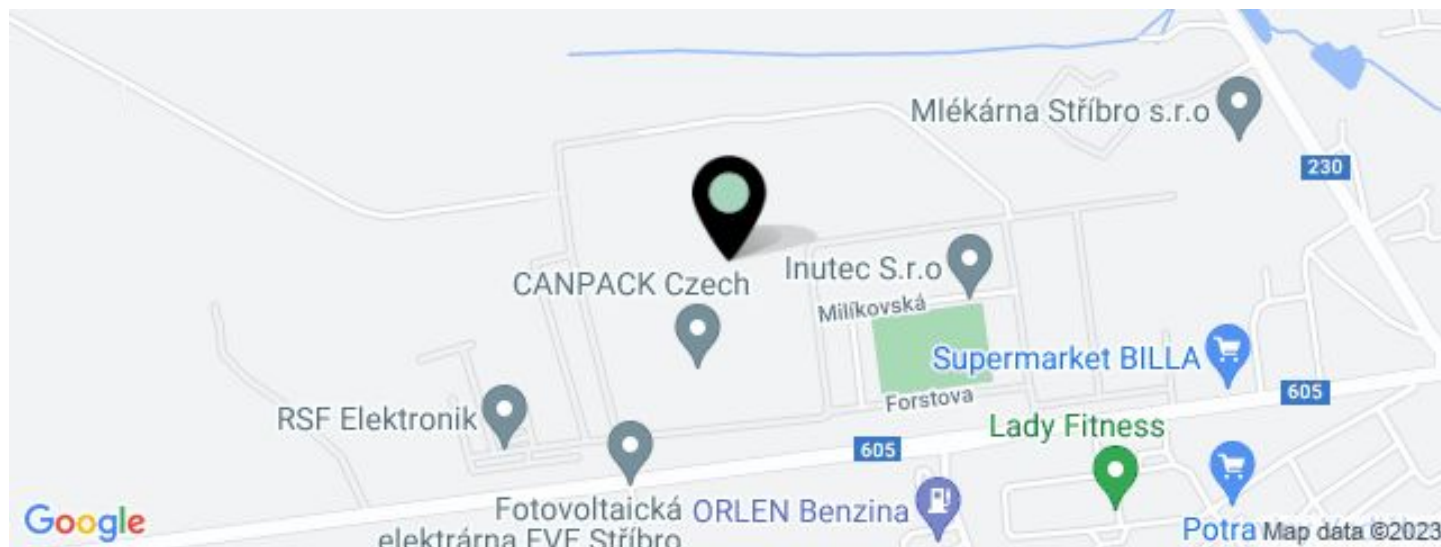 Mlékárna Stříbro s.r.o
230
Inutec S.r.o
CANPACK Czech
Milíkovská
Supermarket BILLA
605
Forstova
RSF Elektronik
Lady Fitness
605
Fotovoltaická
elektrárna FVE Stříbro
ORLEN Benzina
Potra
Google
Map data ©2023